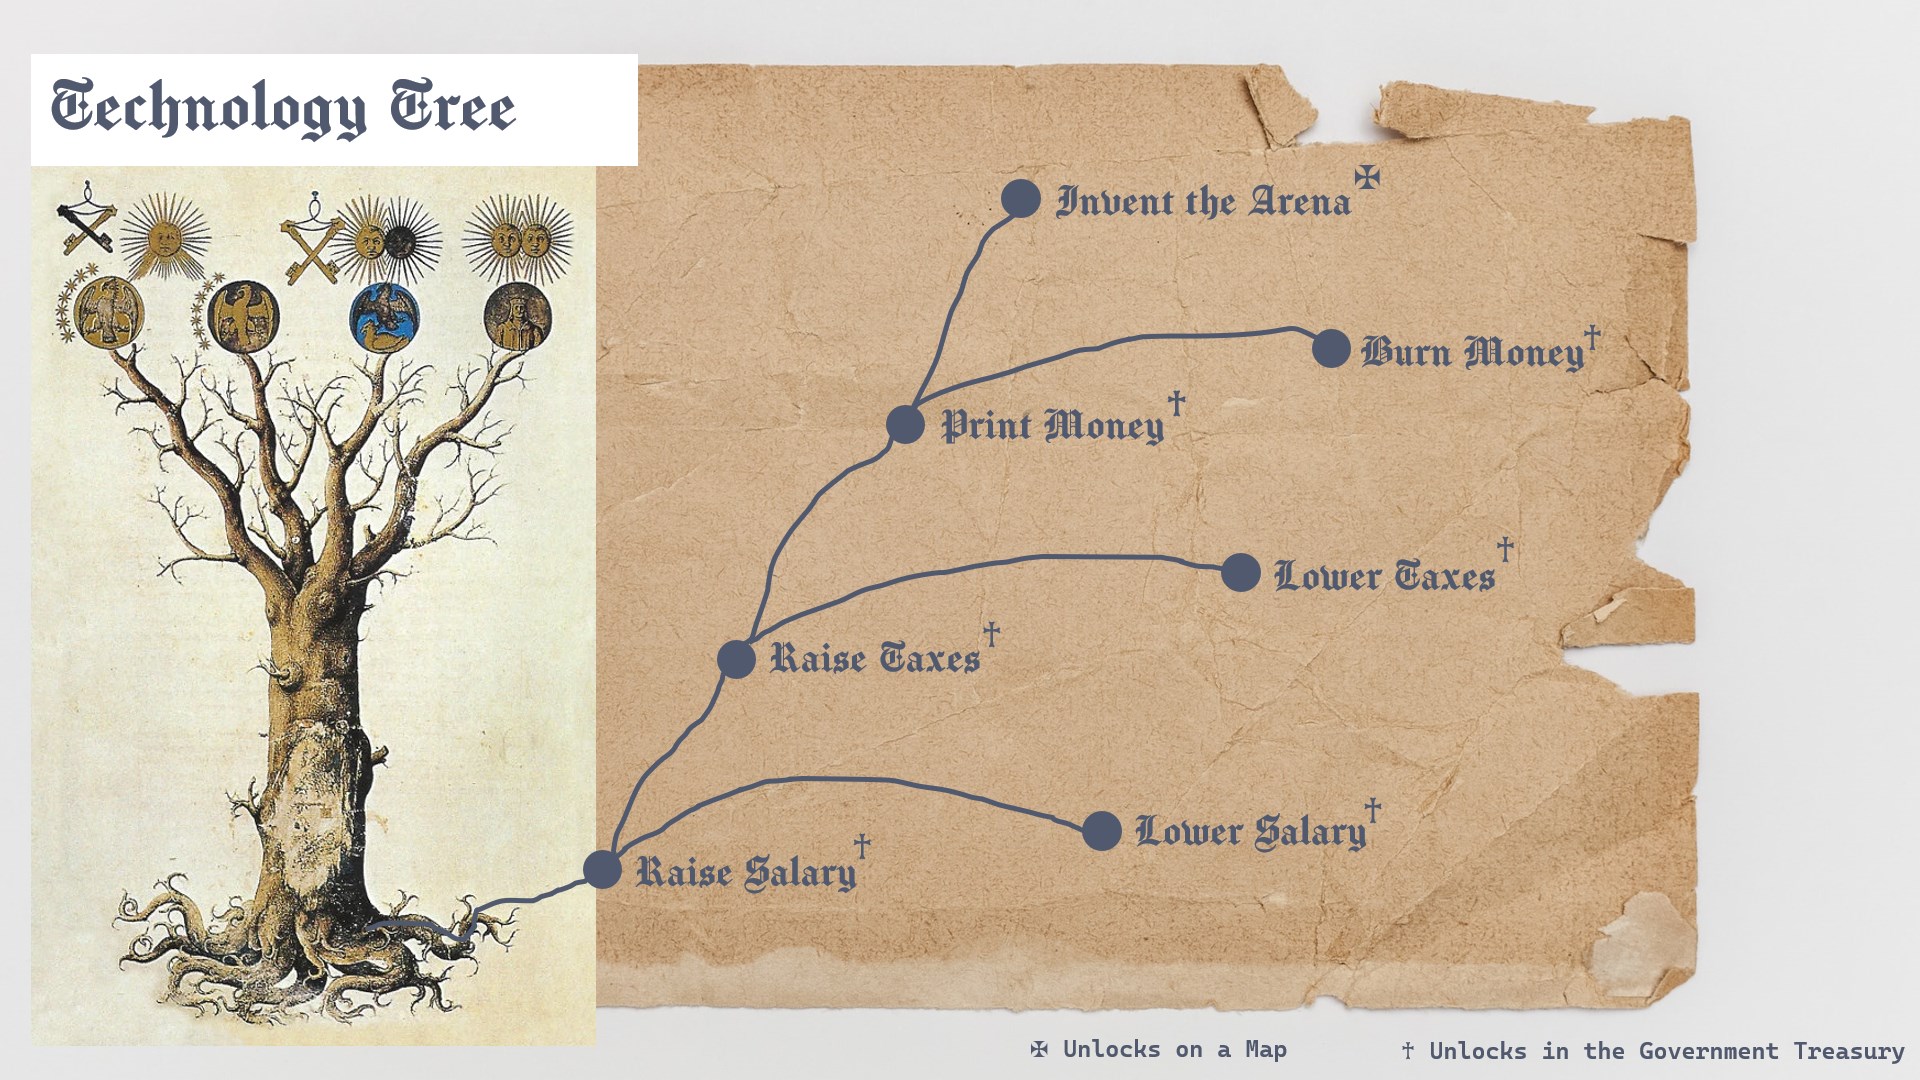 Technology Tree
Invent the Arena✠
Burn Money†
Print Money†
Lower Taxes†
Raise Taxes†
Lower Salary†
Raise Salary†
✠ Unlocks on a Map
† Unlocks in the Government Treasury